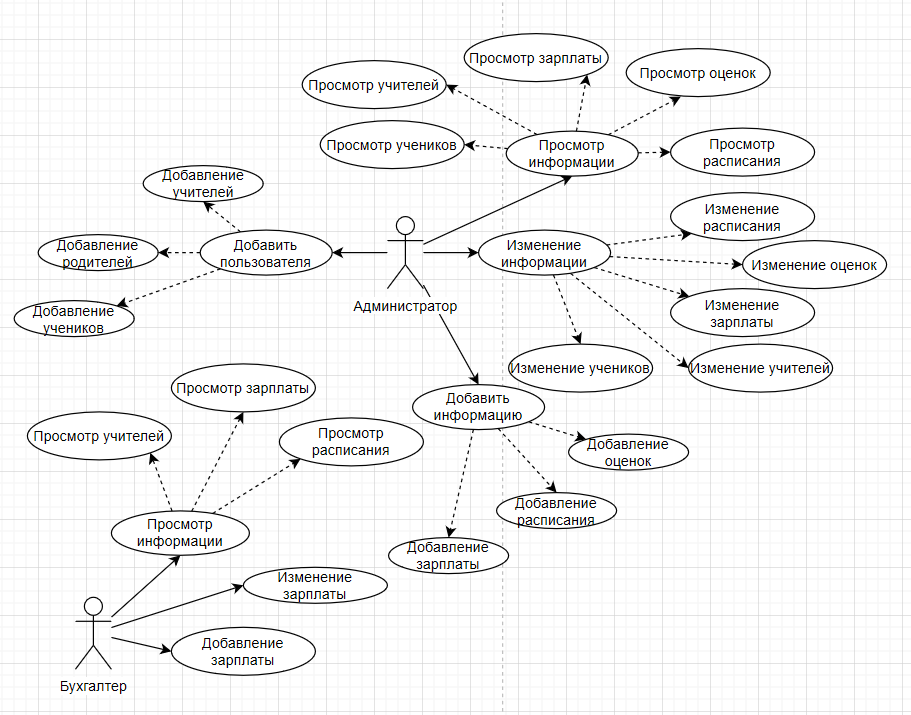 Просмотр зарплаты
Просмотр оценок
Просмотр учителей
Просмотр учеников
Просмотр
информации
Просмотр
расписания
Добавление
учителей
Добавление
родителей
Добавить
пользователя
Добавление
учеников
Администратор
Изменение
информации
Изменение
расписания
Изменение оценок
Изменение
зарплаты
Изменение учеников
Изменение учителей
Добавить
информацию
Добавление
оценок
Добавление
расписания
Добавление
зарплаты
Просмотр зарплаты
Просмотр учителей
Просмотр
расписания
Просмотр
информации
Изменение
зарплаты
Добавление
зарплаты
Бухгалтер